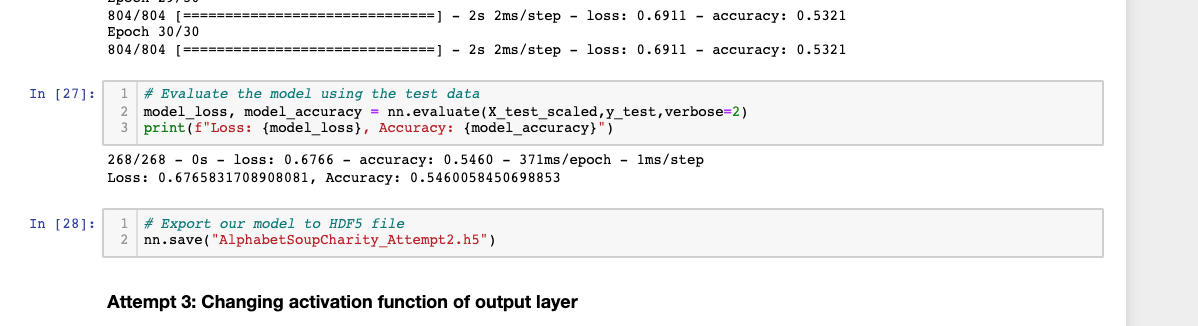 804/804 [==============================] - 2s 2ms/step - loss: 0.6911 - accuracy: 0.5321
Epoch 30/30
804/804 [==============================] - 2s 2ms/step - loss: 0.6911 - accuracy: 0.5321
In [27]:
1 # Evaluate the model using the test data
2 model_loss, model_accuracy = nn.evaluate(X_test_scaled,y_test,verbose=2)
3 print(f"Loss: {model_loss}, Accuracy: {model_accuracy}")
268/268 - 0s - loss: 0.6766 - accuracy: 0.5460 - 371ms/epoch - 1ms/step
Loss: 0.6765831708908081, Accuracy: 0.5460058450698853
In [28]:
1 # Export our model to HDF5 file
2 nn.save("AlphabetSoupCharity_Attempt2.h5")
Attempt 3: Changing activation function of output layer